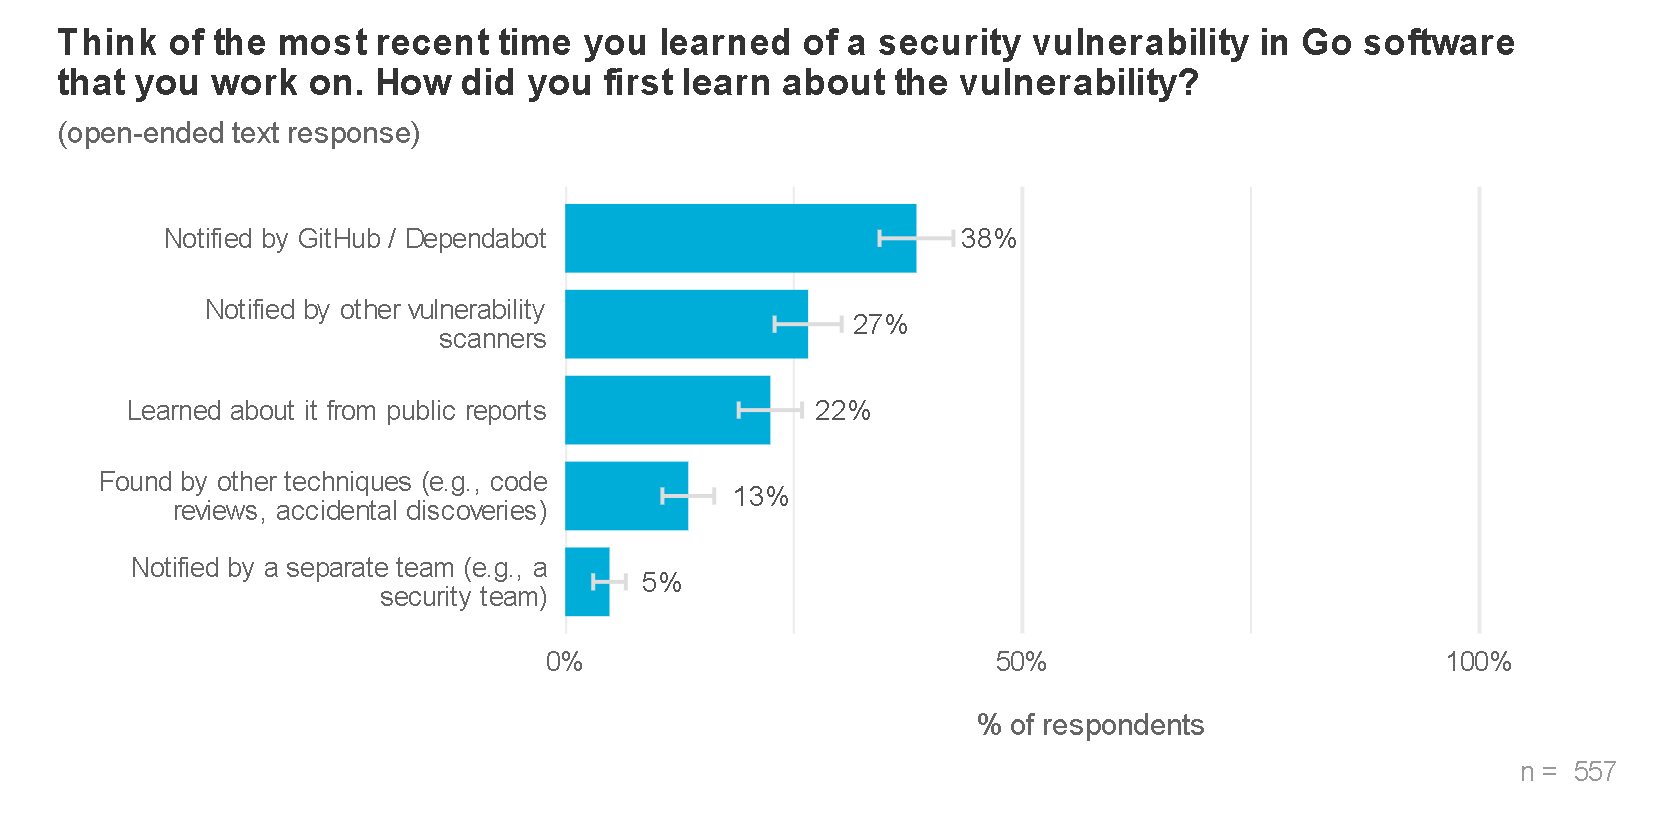 Think of the most recent time you learned of a security vulnerability in Go software
that you work on. How did you first learn about the vulnerability?
(open-ended text response)
Notified by GitHub / Dependabot
38%
Notified by other vulnerability
scanners
27%
Learned about it from public reports
22%
Found by other techniques (e.g., code
reviews, accidental discoveries)
13%
Notified by a separate team (e.g., a
security team)
5%
0%
50%
100%
% of respondents
n = 557